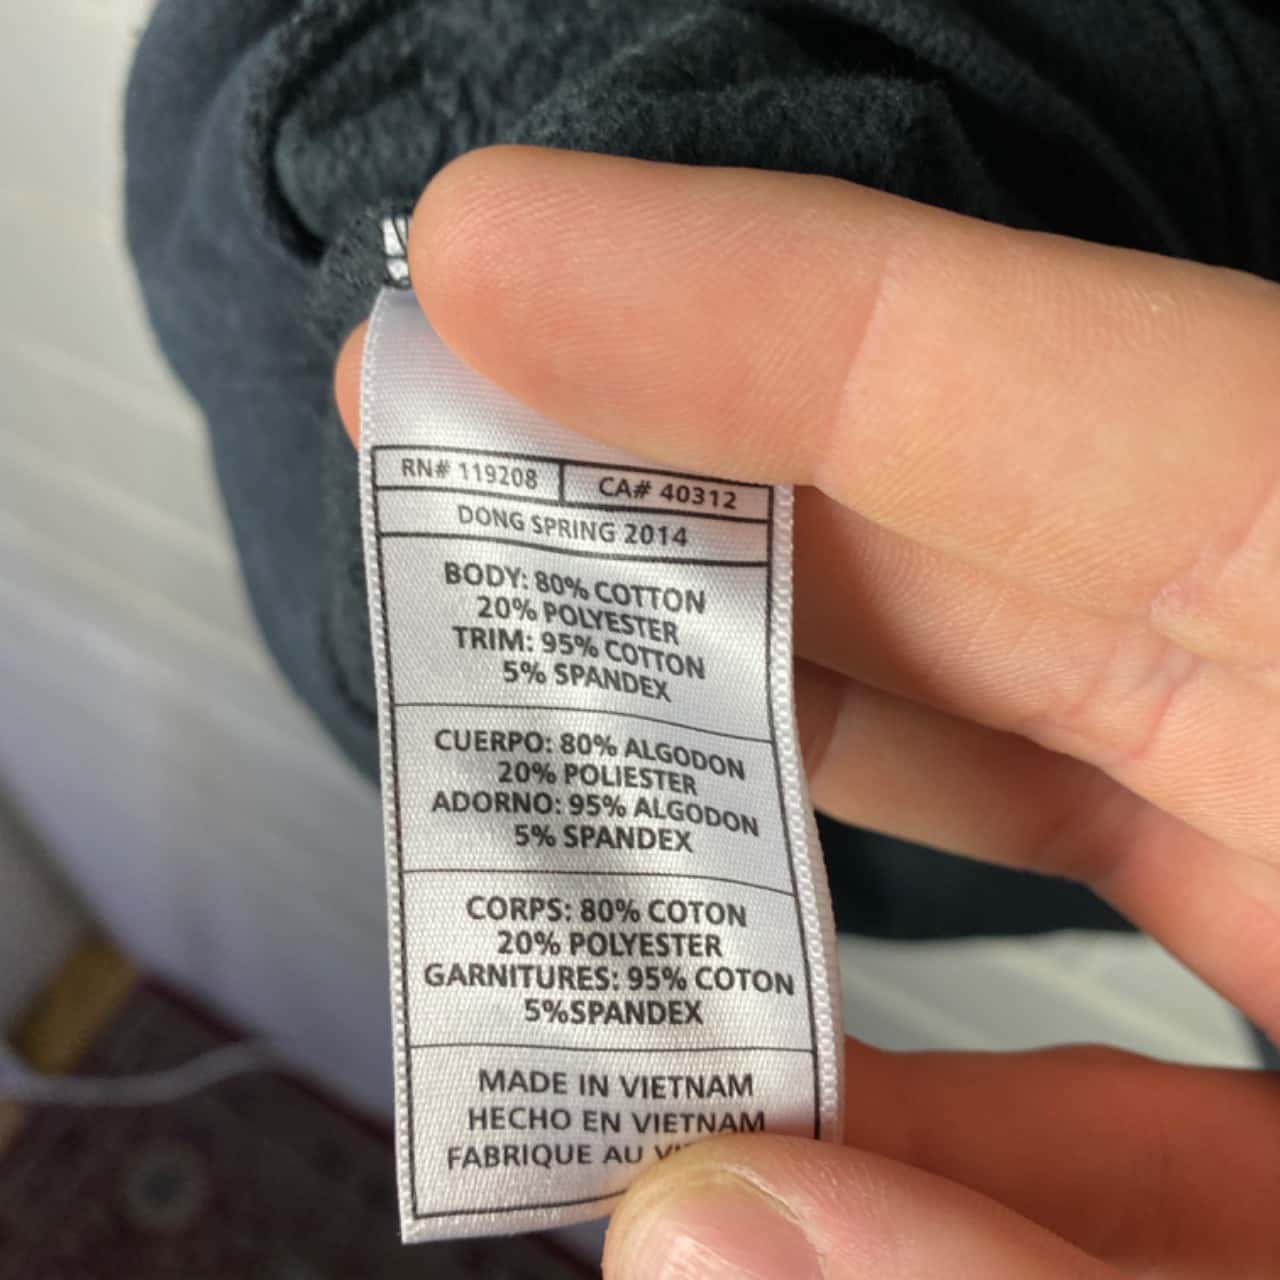 RN# 119208 CA# 40312
DONG SPRING 2014
BODY: 80% COTTON
20% POLYESTER
TRIM: 95% COTTON
5% SPANDEX
CUERPO: 80% ALGODON
20% POLIESTER
ADORNO: 95% ALGODON
5% SPANDEX
CORPS: 80% COTON
20% POLYESTER
GARNITURES: 95% COTON
5%SPANDEX
MADE IN VIETNAM
HECHO EN VIETNAM
FABRIQUE AU